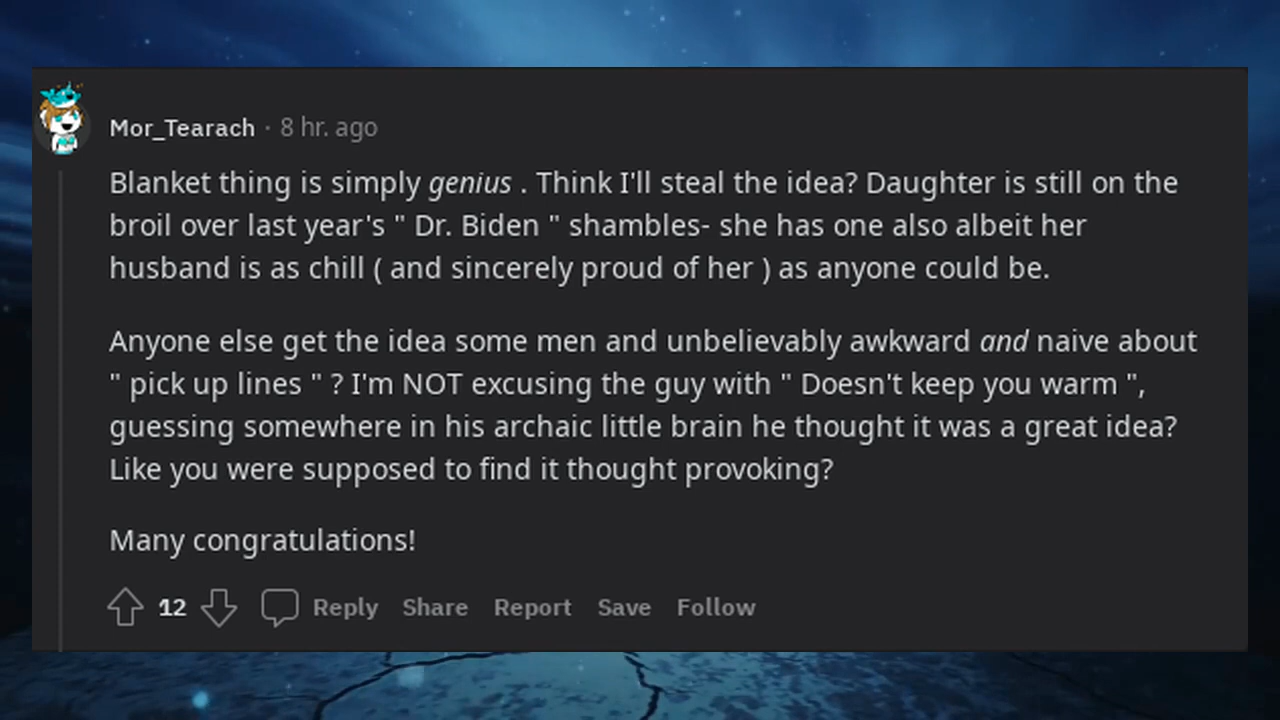 Mor_Tearach · 8 hr. ago
Blanket thing is simply genius . Think I'll steal the idea? Daughter is still on the
broil over last year's " Dr. Biden " shambles- she has one also albeit her
husband is as chill ( and sincerely proud of her ) as anyone could be.
Anyone else get the idea some men and unbelievably awkward and naive about
" pick up lines " ? I'm NOT excusing the guy with " Doesn't keep you warm ",
guessing somewhere in his archaic little brain he thought it was a great idea?
Like you were supposed to find it thought provoking?
Many congratulations!
12 Reply Share Report Save Follow